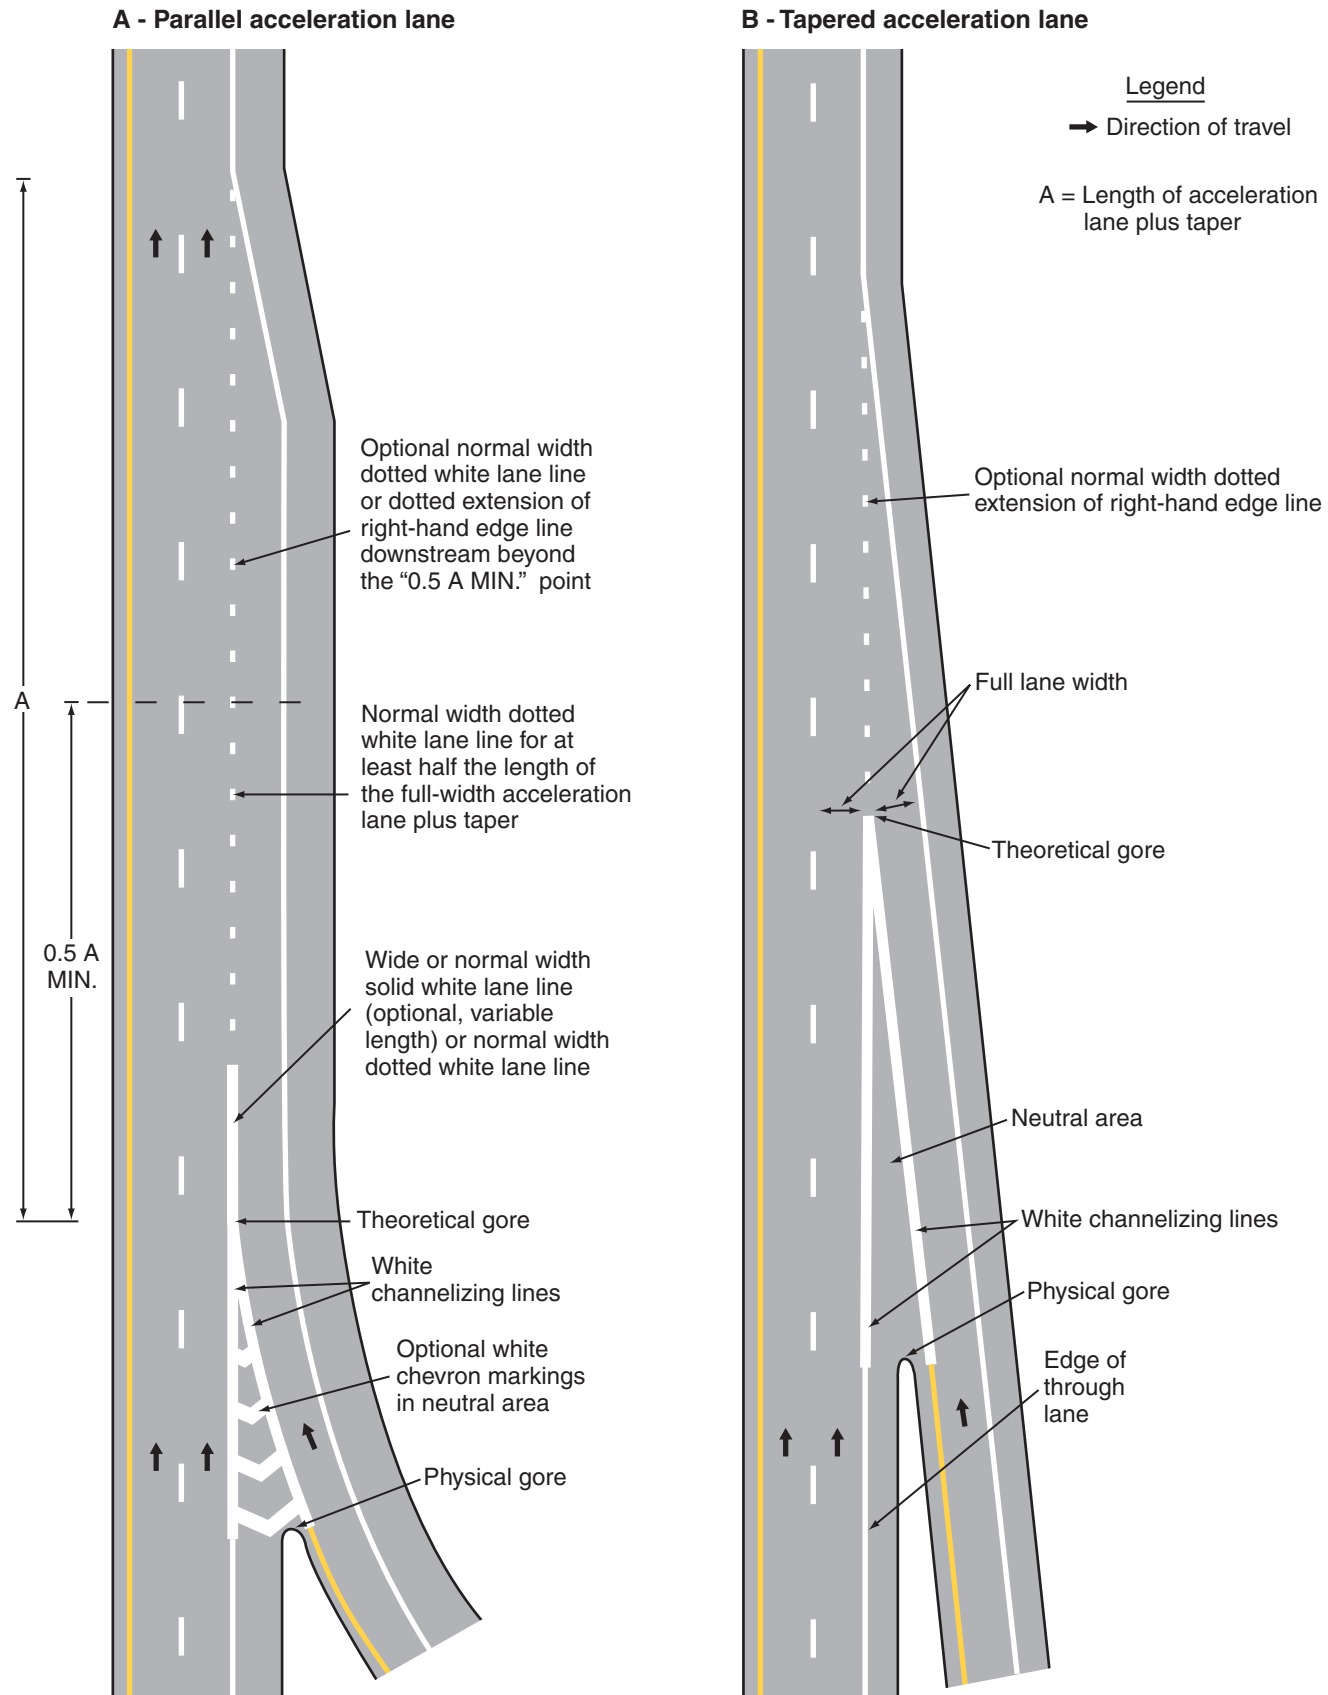 A - Parallel acceleration lane
B - Tapered acceleration lane
Legend
Direction of travel
A = Length of acceleration
lane plus taper
Optional normal width
dotted white lane line
or dotted extension of
right-hand edge line
downstream beyond
the “0.5 A MIN.” point
A
Normal width dotted
white lane line for at
least half the length of
the full-width acceleration
lane plus taper
0.5 A
MIN.
Wide or normal width
solid white lane line
(optional, variable
length) or normal width
dotted white lane line
Theoretical gore
White
channelizing lines
Optional white
chevron markings
in neutral area
Physical gore
Optional normal width dotted
extension of right-hand edge line
Full lane width
Theoretical gore
Neutral area
White channelizing lines
Physical gore
Edge of
through
lane